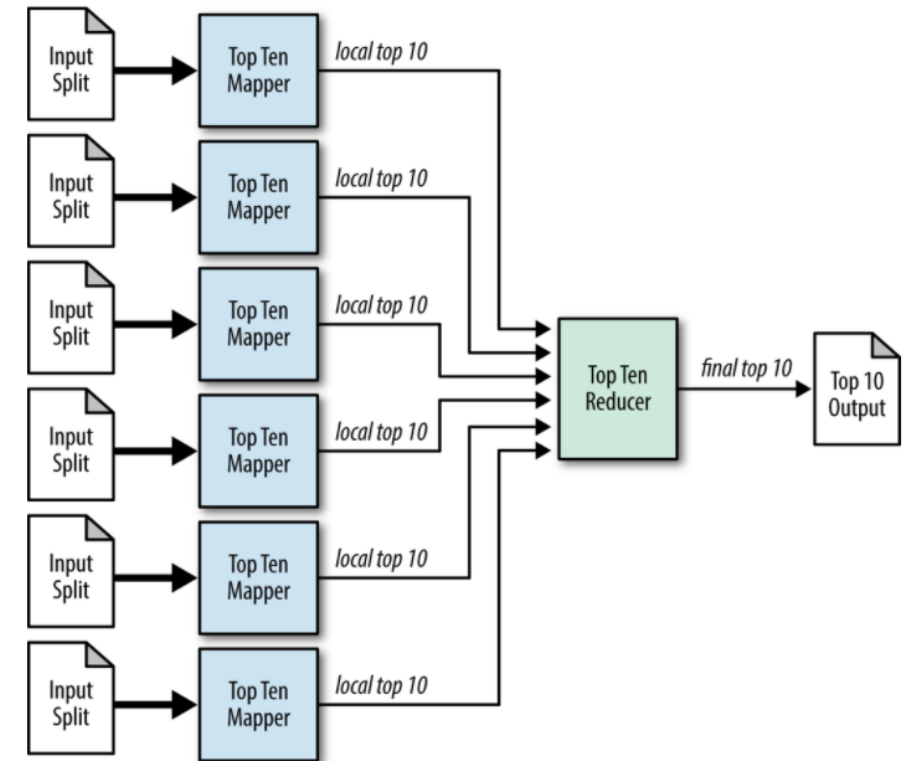 Input
Split
Top Ten
Mapper
local top 10
Input
Split
Top Ten
Mapper
local top 10
Input
Split
Top Ten
Mapper
local top 10
Input
Split
Top Ten
Mapper
local top 10
Input
Split
Top Ten
Mapper
local top 10
Input
Split
Top Ten
Mapper
local top 10
Top Ten
Reducer
final top 10
Top 10
Output